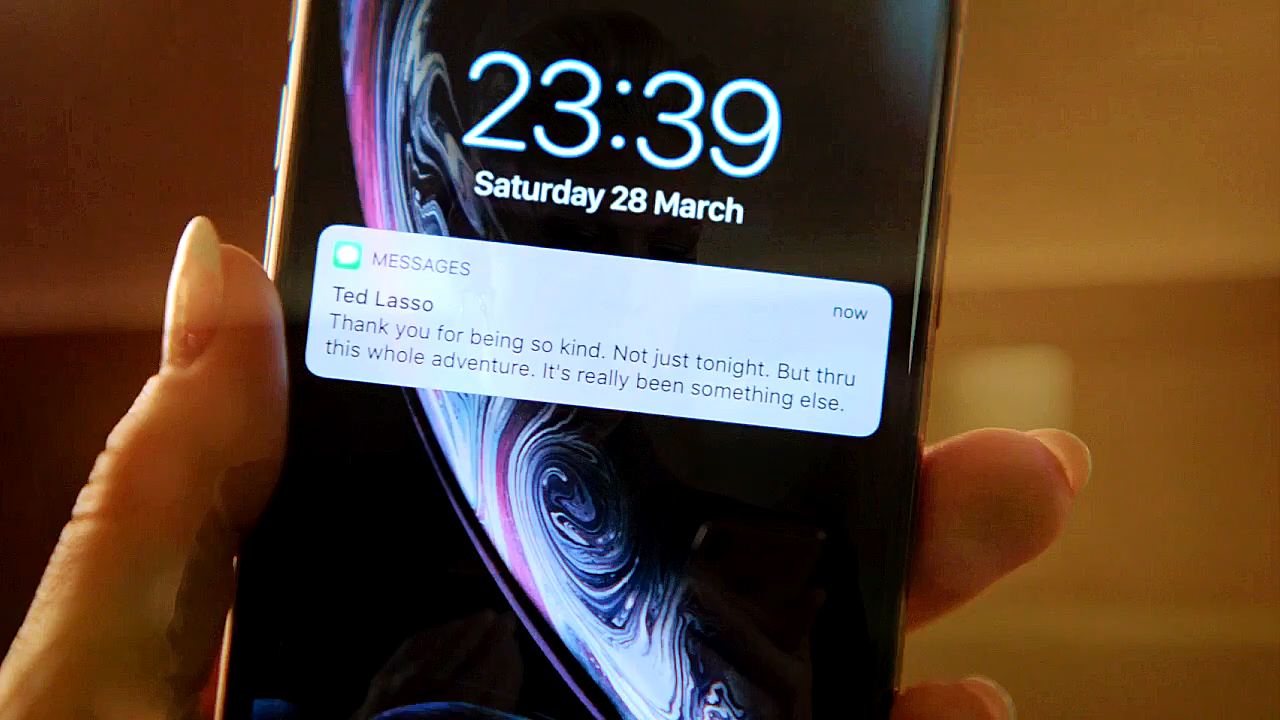 23:39
Saturday 28 March
MESSAGES
now
Ted Lasso
Thank you for being so kind. Not just tonight. But thru
this whole adventure. It's really been something else.